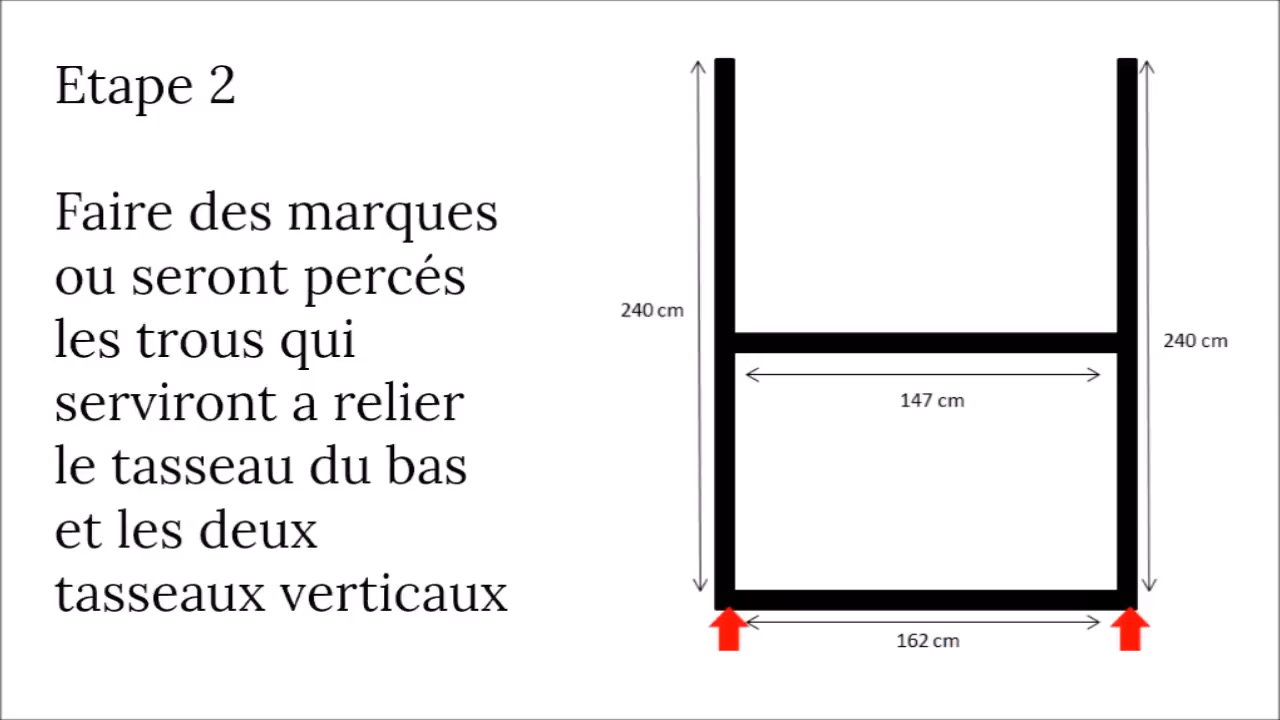 Etape 2
Faire des marques
ou seront percés
les trous qui
serviront a relier
le tasseau du bas
et les deux
tasseaux verticaux
240 cm
240 cm
147 cm
162 cm